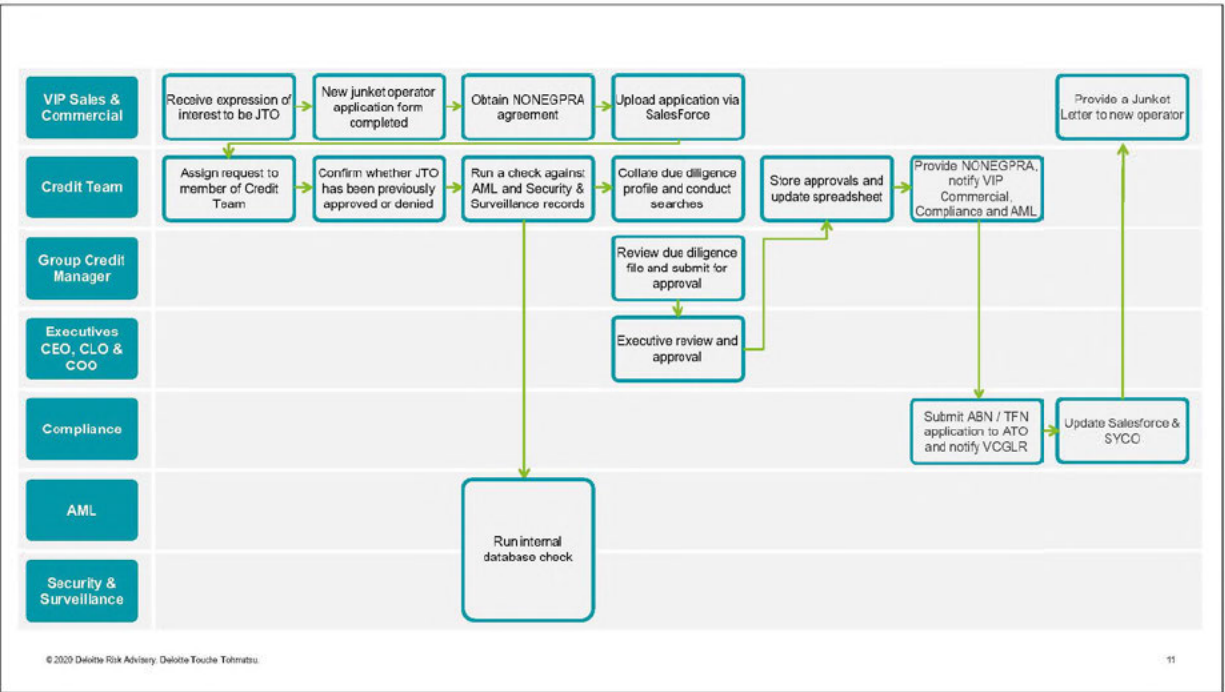 VIP Sales &
Commercial
Receive expression of
interest to be JTO
New junket operator
application form
completed
Obtain NONEGPRA
agreement
Upload application via
SalesForce
Provide a Junket
Letter to new operator
Credit Team
Assign request to
member of Credit
Team
Confirm whether JTO
has been previously
approved or denied
Run a check against
AML and Security &
Surveillance records
Collate due diligence
profile and conduct
searches
Store approvals and
update spreadsheet
Provide NONEGPRA,
notify VIP
Commercial,
Compliance and AML
Group Credit
Manager
Review due diligence
file and submit for
approval
Executives
CEO, CLO &
COO
Executive review and
approval
Compliance
Submit ABN / TFN
application to ATO
and notify VCGLR
Update Salesforce &
SYCO
AML
Run internal
database check
Security &
Surveillance
© 2020 Deloitte Risk Advisory. Deloitte Touche Tohmatsu.
11